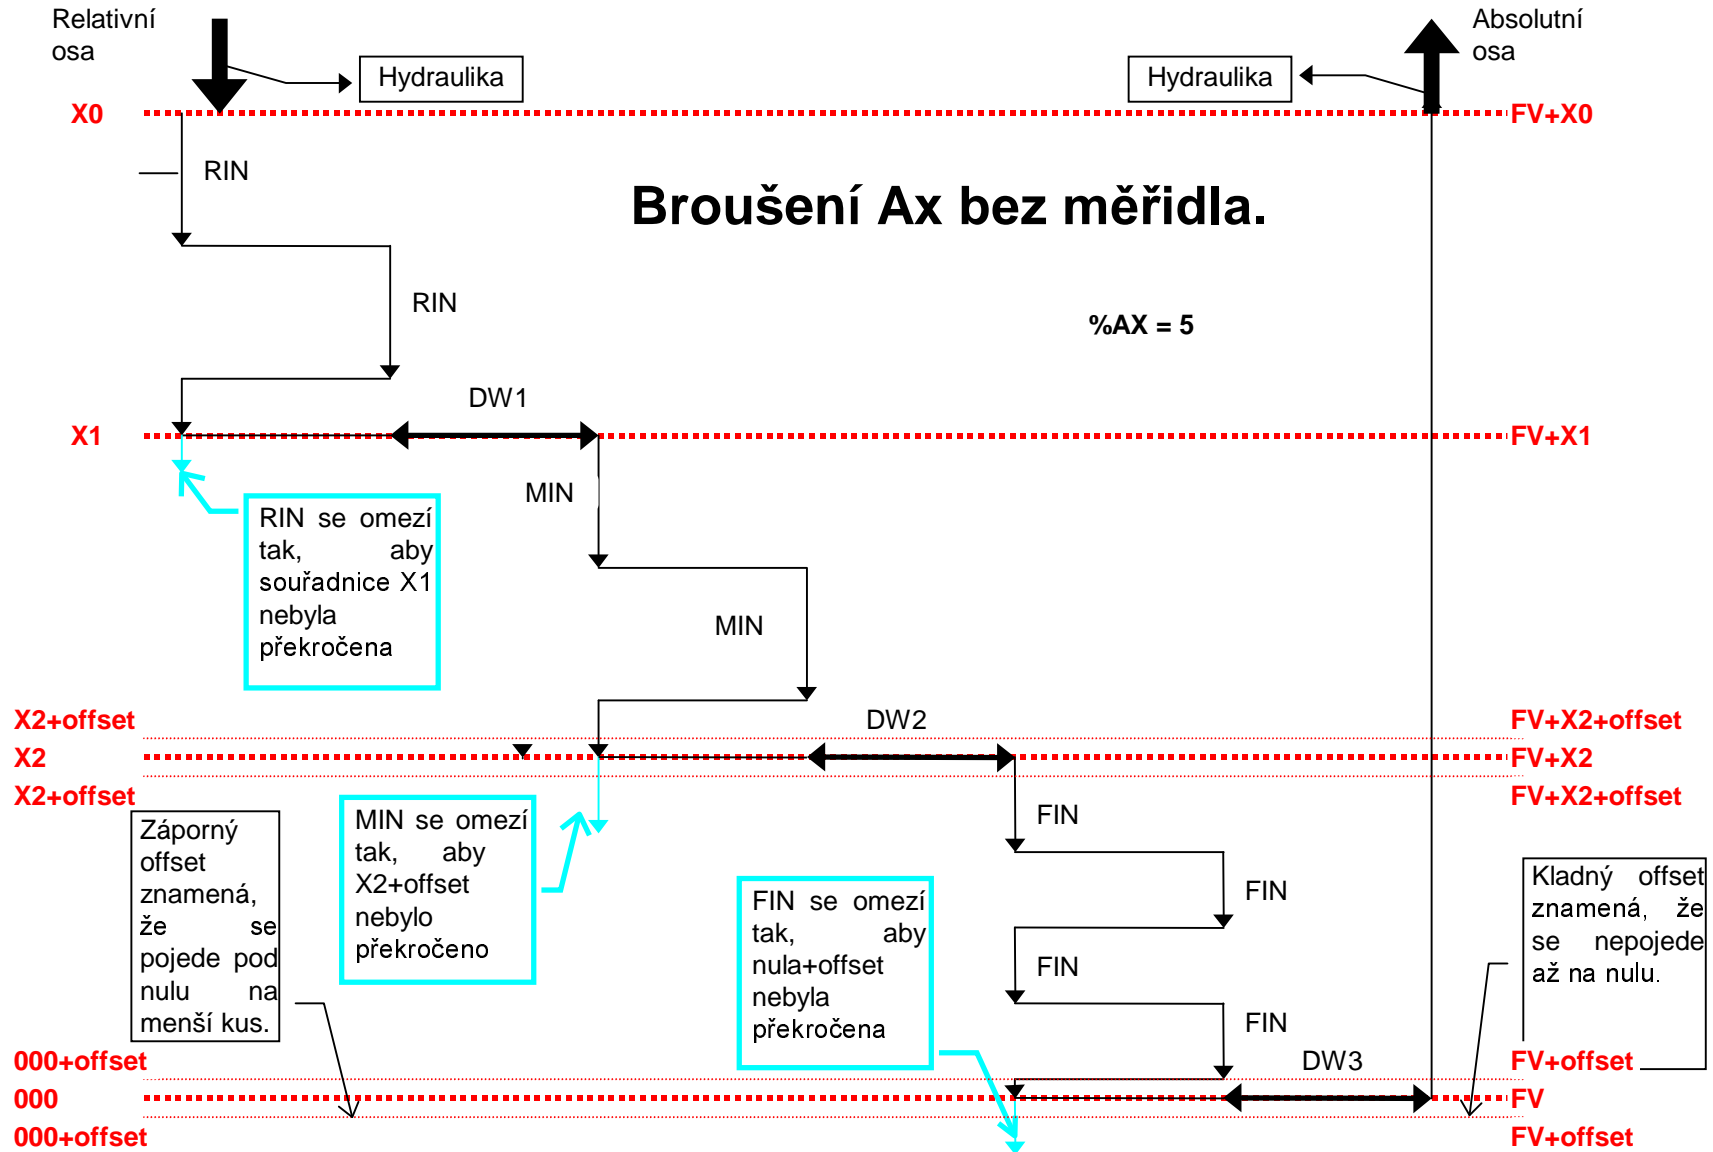 Relativní
osa
Hydraulika
Hydraulika
Absolutní
osa
X0
FV+X0
RIN
Broušení Ax bez měřidla.
RIN
%AX = 5
DW1
X1
FV+X1
MIN
RIN se omezí
tak, aby
souřadnice X1
nebyla
překročena
MIN
X2+offset
DW2
FV+X2+offset
X2
FV+X2
X2+offset
FV+X2+offset
Záporný
offset
znamená,
že se
pojede pod
nulu na
menší kus.
MIN se omezí
tak, aby
X2+offset
nebylo
překročeno
FIN
FIN se omezí
tak, aby
nula+offset
nebyla
překročena
FIN
FIN
FIN
Kladný offset
znamená, že
se nepojede
až na nulu.
000+offset
DW3
FV+offset
000
FV
000+offset
FV+offset